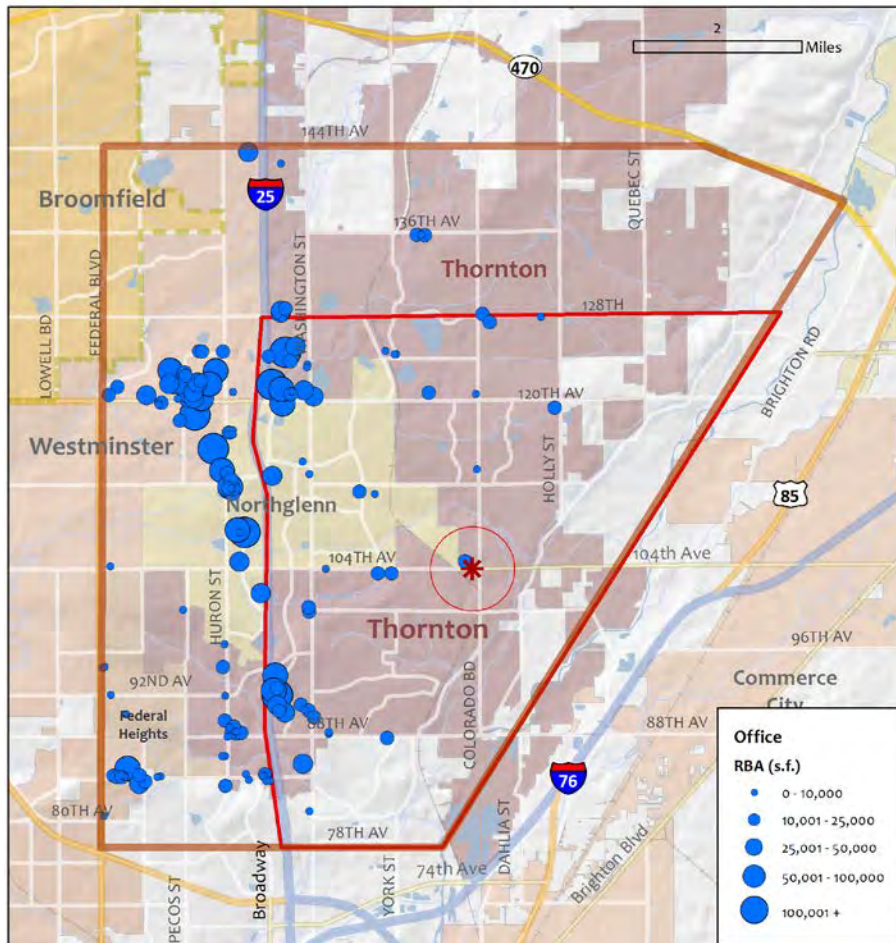 2
Miles
470
144TH AV
Broomfield
25
QUEBEC ST
136TH AV
Thornton
WASHINGTON ST
FEDERAL BLVD
LOWELL BD
128TH
BRIGHTON RD
120TH AV
Westminster
HOLLY ST
85
Northglenn
104TH AV
104th Ave
HURON ST
Thornton
96TH AV
92ND AV
COLORADO BD
Commerce
City
Federal
Heights
88TH AV
88TH AV
76
80TH AV
78TH AV
74th Ave
DAHLIA ST
Brighton Blvd
PECOS ST
Broadway
YORK ST
Office
RBA (s.f.)
0 - 10,000
10,001 - 25,000
25,001 - 50,000
50,001 - 100,000
100,001 +